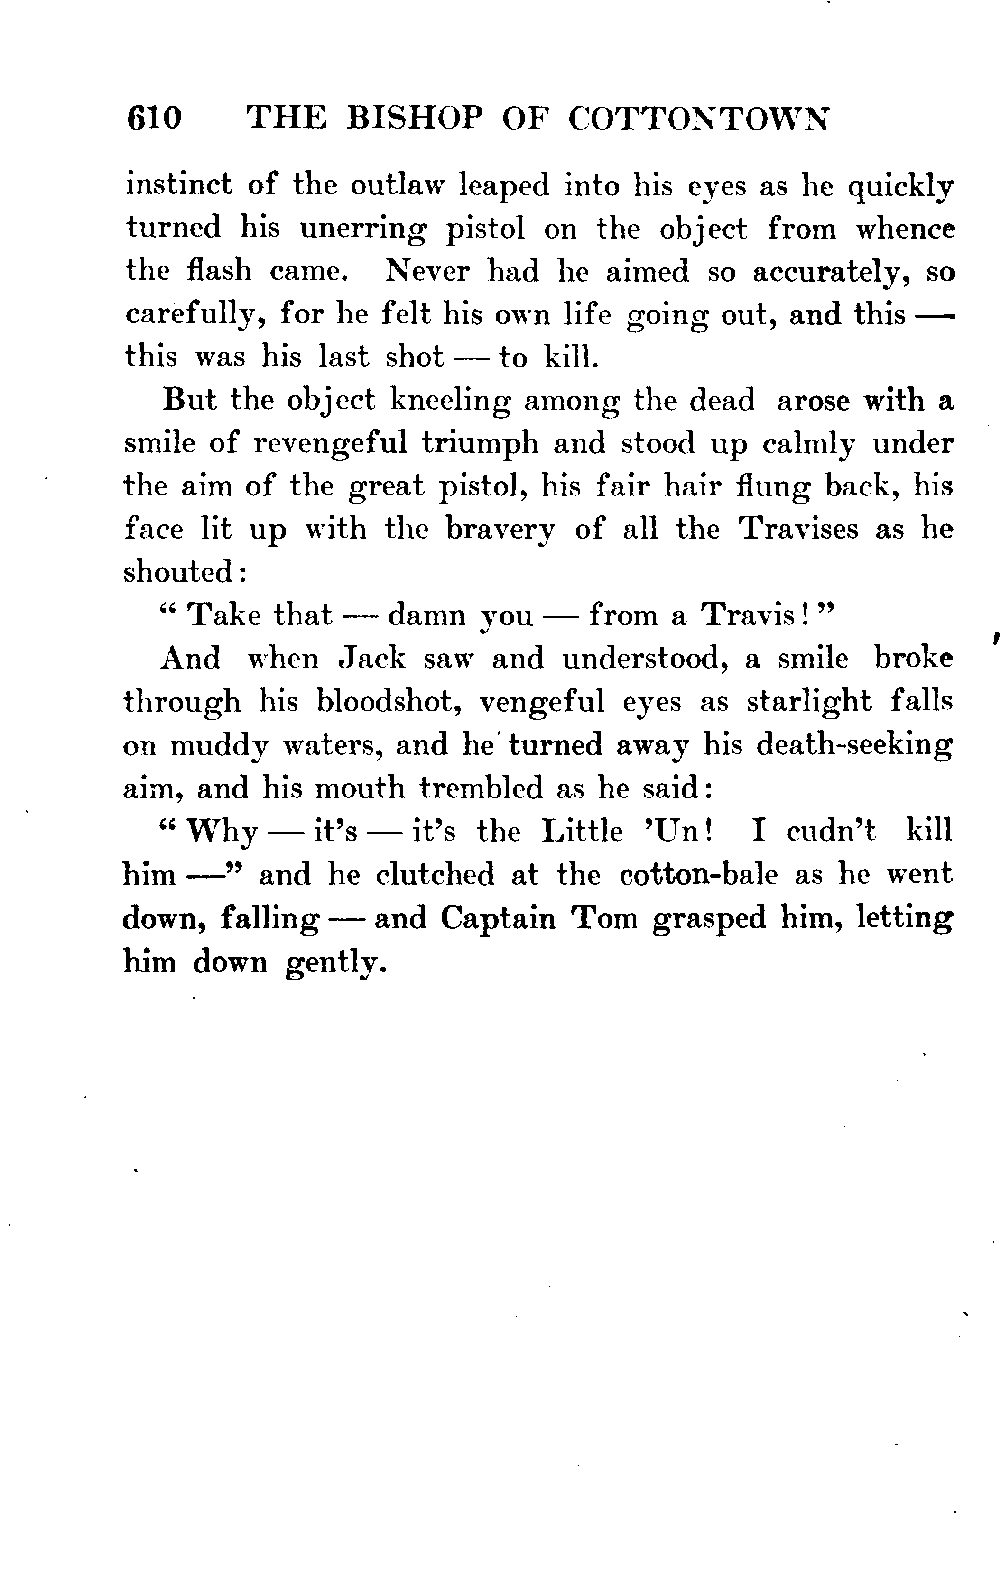 610 THE BISHOP OF COTTONTOWN
instinct of the outlaw leaped into his eyes as he quickly
turned his unerring pistol on the object from whence
the flash came. Never had he aimed so accurately, so
carefully, for he felt his own life going out, and this —
this was his last shot — to kill.
But the object kneeling among the dead arose with a
smile of revengeful triumph and stood up calmly under
the aim of the great pistol, his fair hair flung back, his
face lit up with the bravery of all the Travises as he
shouted:
“ Take that — damn you — from a Travis! ”
And when Jack saw and understood, a smile broke
through his bloodshot, vengeful eyes as starlight falls
on muddy waters, and he turned away his death-seeking
aim, and his mouth trembled as he said:
“ Why — it’s — it’s the Little ’Un! I cudn’t kill
him —” and he clutched at the cotton-bale as he went
down, falling — and Captain Tom grasped him, letting
him down gently.